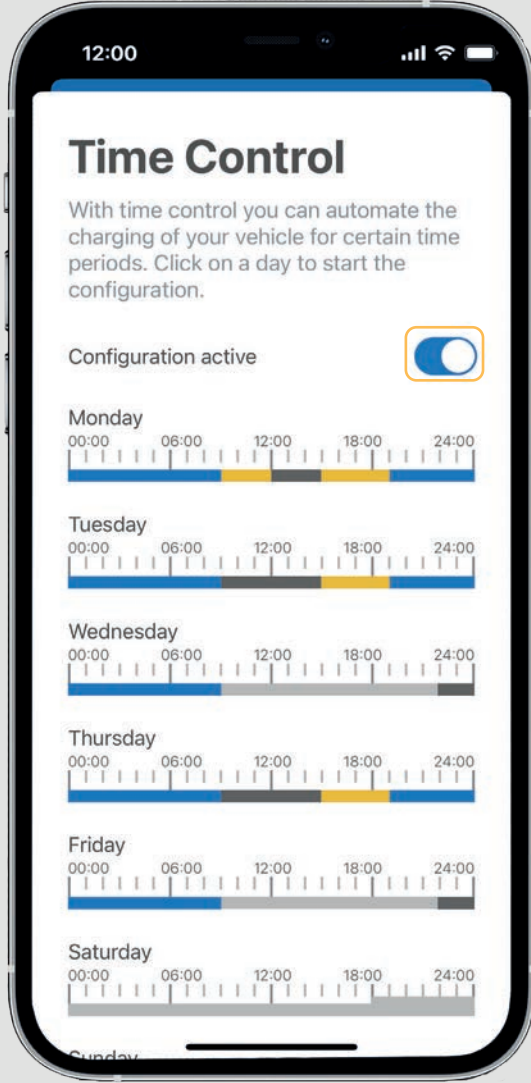 12:00
Time Control
With time control you can automate the
charging of your vehicle for certain time
periods. Click on a day to start the
configuration.
Configuration active
Monday
00:00 06:00 12:00 18:00 24:00
Tuesday
00:00 06:00 12:00 18:00 24:00
Wednesday
00:00 06:00 12:00 18:00 24:00
Thursday
00:00 06:00 12:00 18:00 24:00
Friday
00:00 06:00 12:00 18:00 24:00
Saturday
00:00 06:00 12:00 18:00 24:00
Sunday